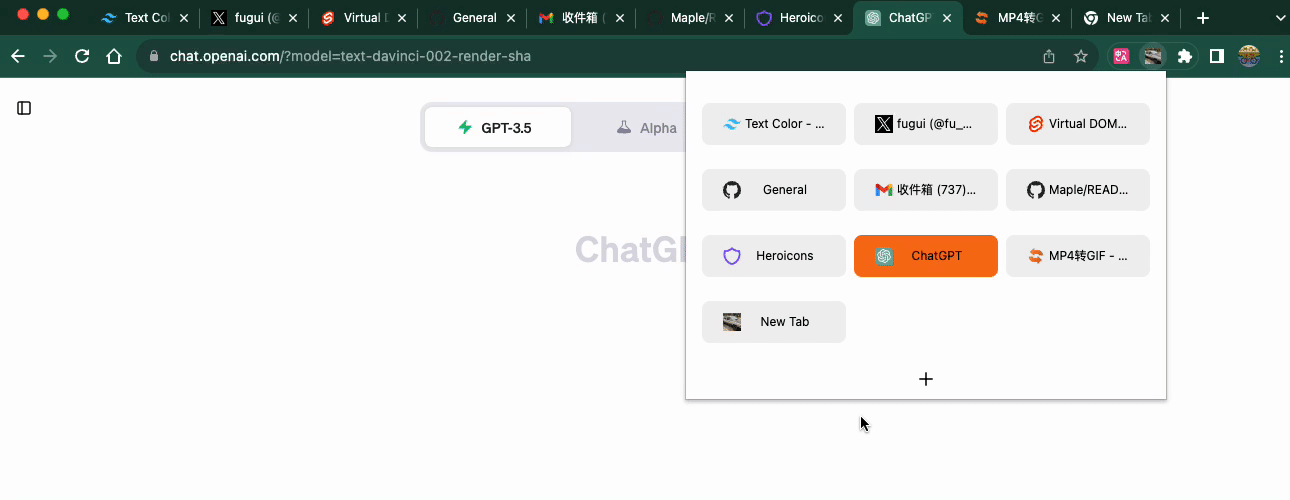 Text Co
fugui (@
Virtual D
General
收件箱 (
Maple/R
Heroico
ChatGP
MP4转G
New Tab
chat.openai.com/?model=text-davinci-002-render-sha
GPT-3.5
Alpha
ChatG
Text Color - ...
fugui (@fu_...
Virtual DOM...
General
收件箱 (737)...
Maple/READ...
Heroicons
ChatGPT
MP4转GIF - ...
New Tab